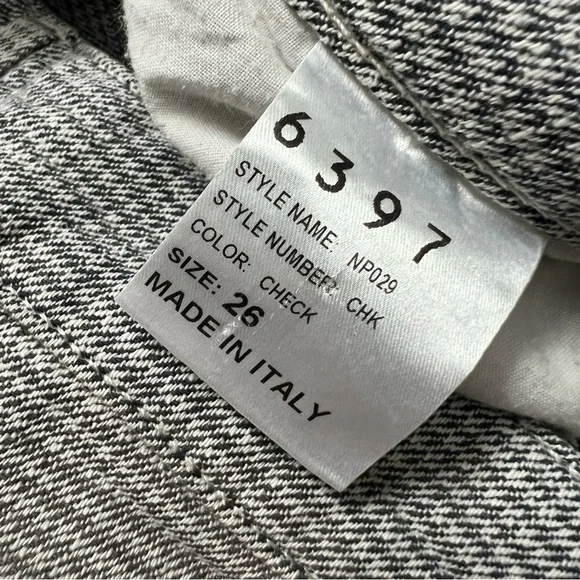 6397
STYLE NAME: NP029
STYLE NUMBER: CHK
COLOR: CHECK
SIZE: 26
MADE IN ITALY